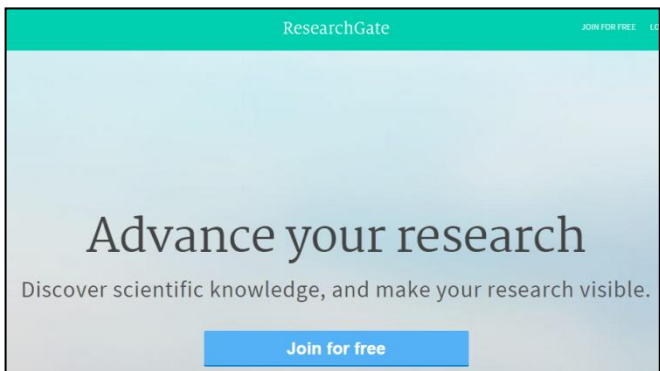 ResearchGate
JOIN FOR FREE
Advance your research
Discover scientific knowledge, and make your research visible.
Join for free